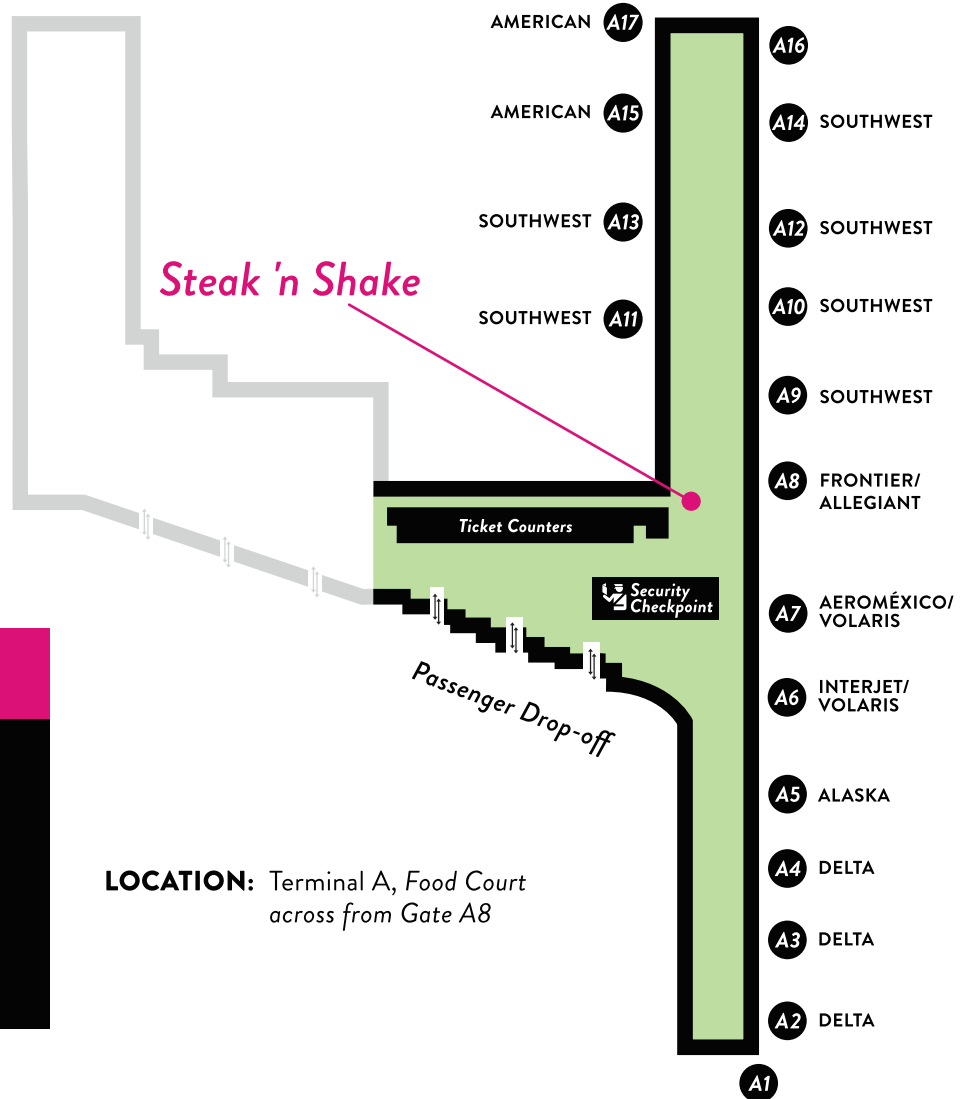 AMERICAN A17
A16
AMERICAN A15
A14 SOUTHWEST
SOUTHWEST A13
A12 SOUTHWEST
Steak 'n Shake
A10 SOUTHWEST
SOUTHWEST A11
A9 SOUTHWEST
A8 FRONTIER/
ALLEGIANT
Ticket Counters
Security
Checkpoint
A7 AEROMÉXICO/
VOLARIS
A6 INTERJET/
VOLARIS
Passenger Drop-off
A5 ALASKA
A4 DELTA
LOCATION: Terminal A, Food Court
across from Gate A8
A3 DELTA
A2 DELTA
A1